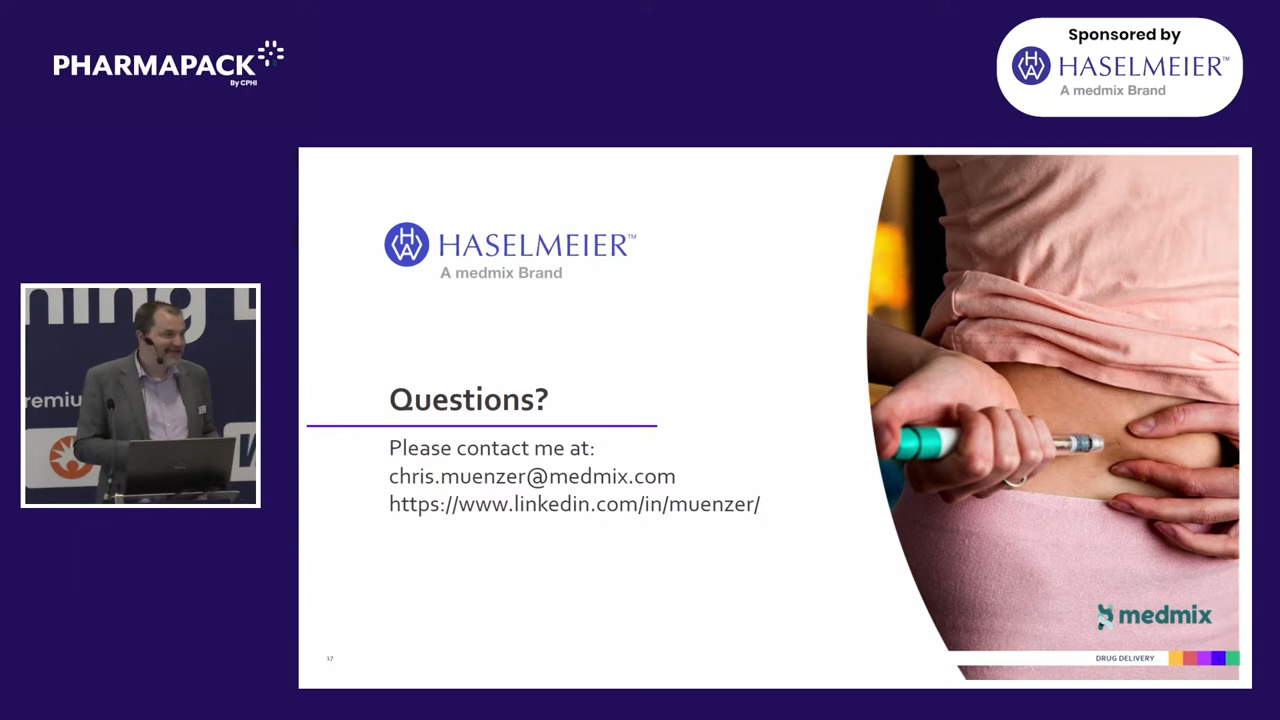 PHARMAPACK
By CPHI
Sponsored by
HASELMEIER™
A medmix Brand
HASELMEIER™
A medmix Brand
Questions?
Please contact me at:
chris.muenzer@medmix.com
https://www.linkedin.com/in/muenzer/
medmix
17
DRUG DELIVERY